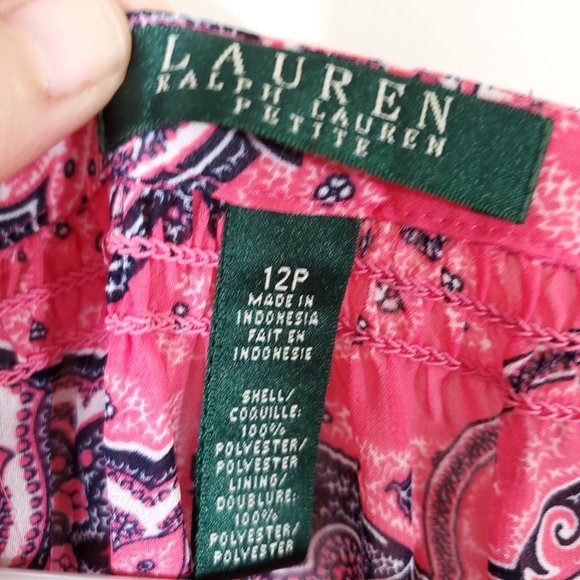 LAUREN
RALPH LAUREN
PETITE
12P
MADE IN
INDONESIA
FAIT EN
INDONESIE
SHELL/
COQUILLE:
100%
POLYESTER/
POLYESTER
LINING/
DOUBLURE:
100%
POLYESTER/
POLYESTER